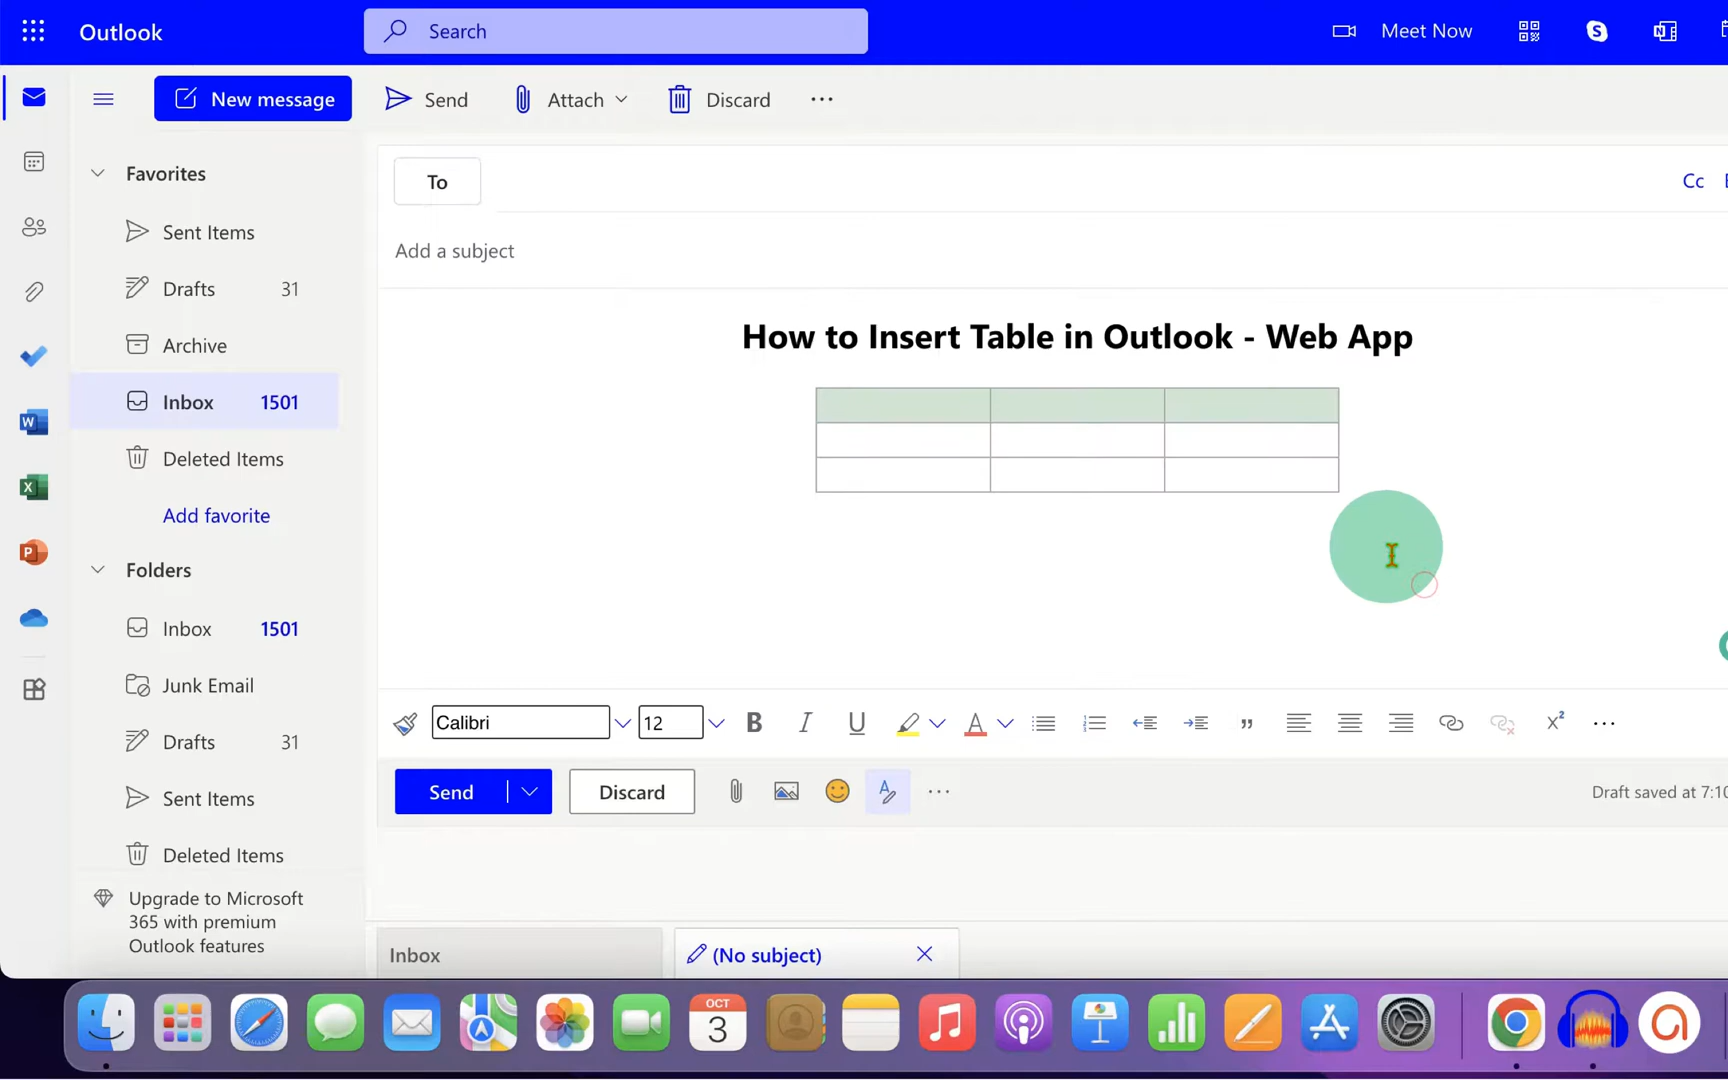 Outlook
Search
Meet Now
New message
Send
Attach
Discard
Favorites
Sent Items
Drafts 31
Archive
Inbox 1501
Deleted Items
Add favorite
Folders
Inbox 1501
Junk Email
Drafts 31
Sent Items
Deleted Items
Upgrade to Microsoft
365 with premium
Outlook features
To
Cc
Add a subject
How to Insert Table in Outlook - Web App
Calibri
12
B I U
Send
Discard
Draft saved at 7:10
Inbox
(No subject)
OCT
3